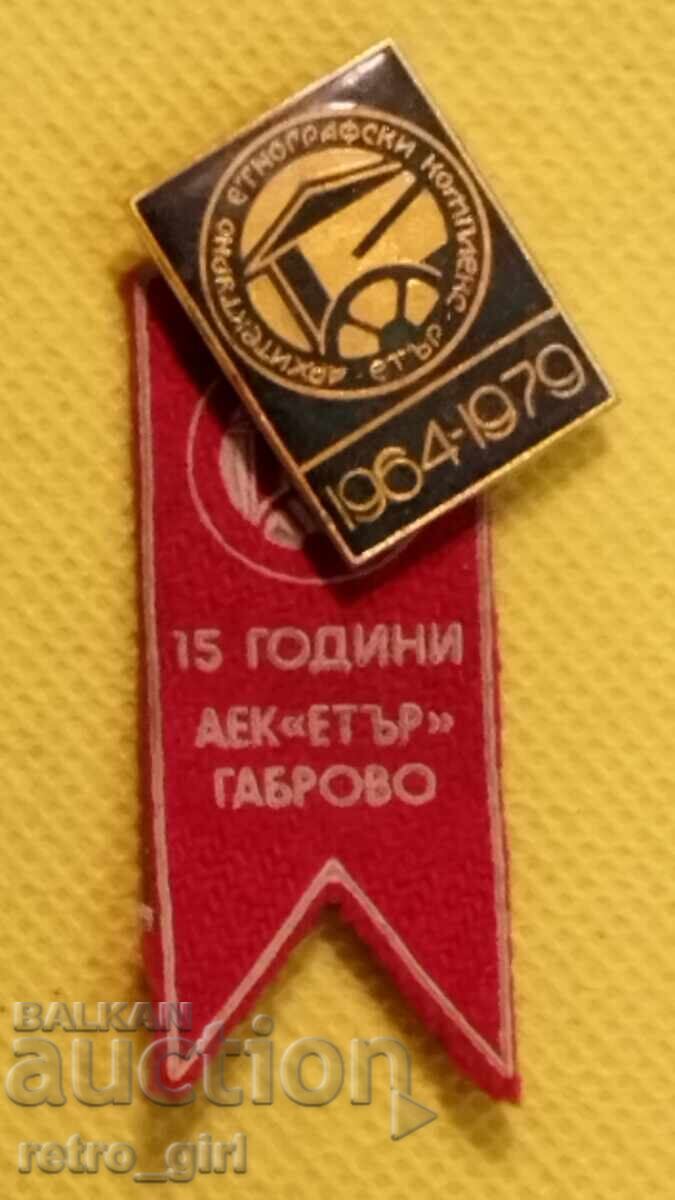 АРХИТЕКТУРНО ЕТНОГРАФСКИ КОМПЛЕКС · ЕТЪР ·
1964-1979
15 ГОДИНИ
АЕК«ЕТЪР»
ГАБРОВО
BALKAN
auction
retro_girl